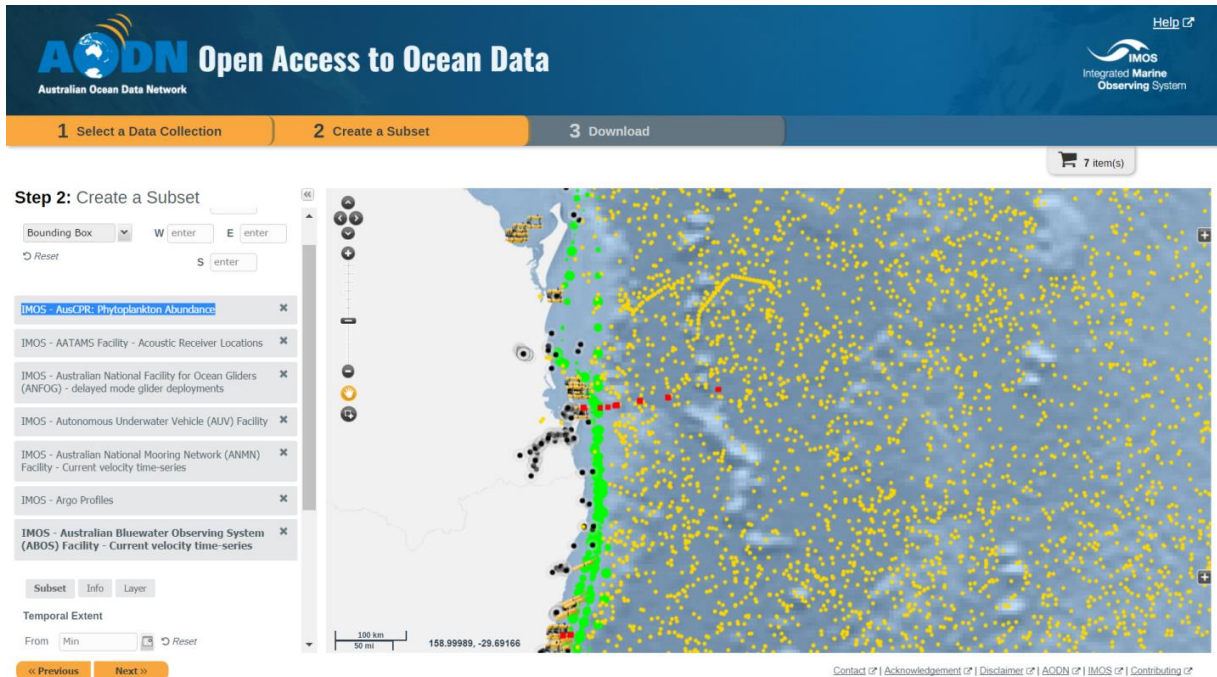 Help
AODN
Australian Ocean Data Network
Open Access to Ocean Data
IMOS
Integrated Marine
Observing System
1 Select a Data Collection
2 Create a Subset
3 Download
7 item(s)
Step 2: Create a Subset
Bounding Box
W enter E enter
Reset
S enter
IMOS - AusCPR: Phytoplankton Abundance
IMOS - AATAMS Facility - Acoustic Receiver Locations
IMOS - Australian National Facility for Ocean Gliders
(ANFOG) - delayed mode glider deployments
IMOS - Autonomous Underwater Vehicle (AUV) Facility
IMOS - Australian National Mooring Network (ANMN)
Facility - Current velocity time-series
IMOS - Argo Profiles
IMOS - Australian Bluewater Observing System
(ABOS) Facility - Current velocity time-series
Subset Info Layer
Temporal Extent
From Min Reset
« Previous Next »
100 km
50 mi
158.99989, -29.69166
Contact | Acknowledgement | Disclaimer | AODN | IMOS | Contributing